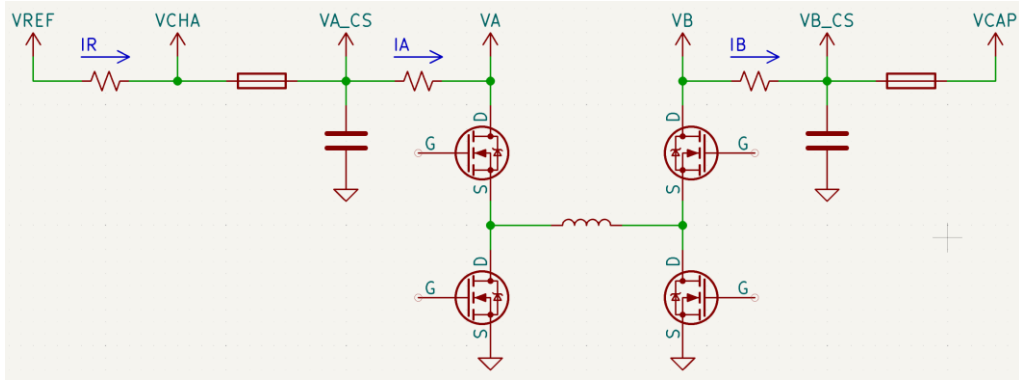 VREF VCHA VA_CS VA VB VB_CS VCAP
IR IA IB
D D
G G
S S
D D
G G
S S